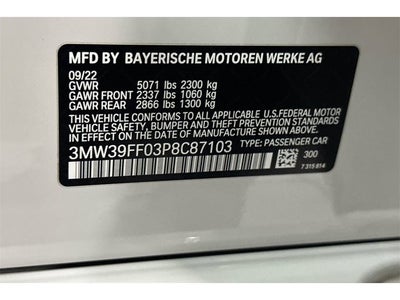 MFD BY BAYERISCHE MOTOREN WERKE AG
09/22
GVWR 5071 lbs 2300 kg
GAWR FRONT 2337 lbs 1060 kg
GAWR REAR 2866 lbs 1300 kg
THIS VEHICLE CONFORMS TO ALL APPLICABLE U.S.FEDERAL MOTOR
VEHICLE SAFETY, BUMPER AND THEFT PREVENTION STANDARDS
IN EFFECT ON THE DATE OF MANUFACTURE SHOWN ABOVE.
3MW39FF03P8C87103 TYPE: PASSENGER CAR
300
7 315 814